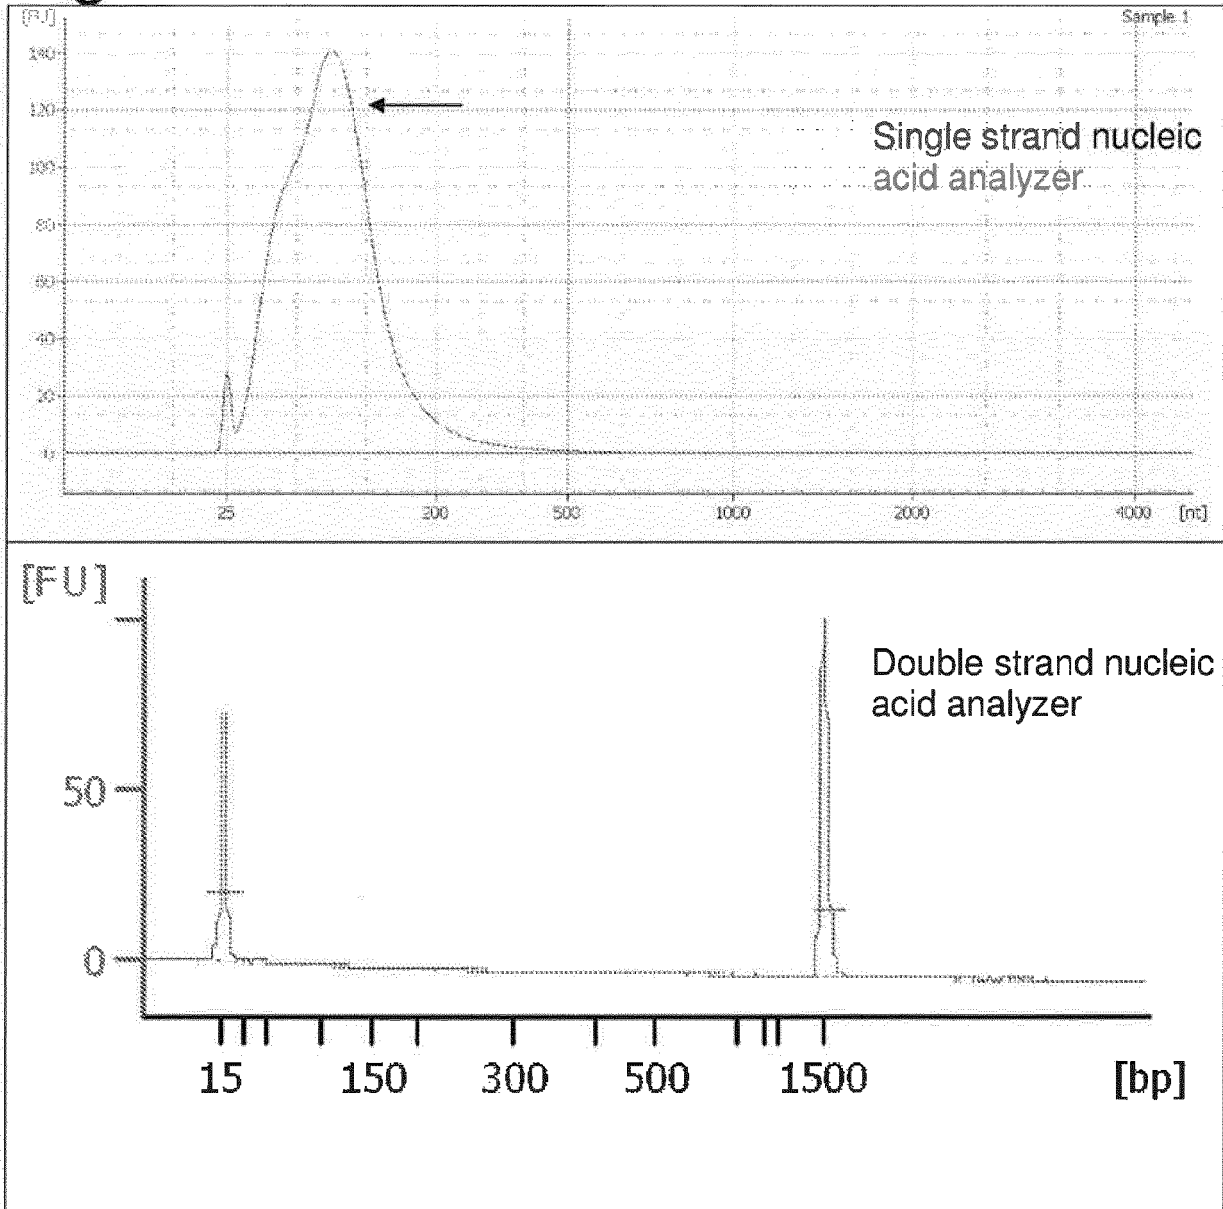 [FU]
Sample 1
140
120
100
80
60
40
20
0
Single strand nucleic
acid analyzer
25 200 500 1000 2000 4000 [nt]
[FU]
50
0
Double strand nucleic
acid analyzer
15 150 300 500 1500 [bp]